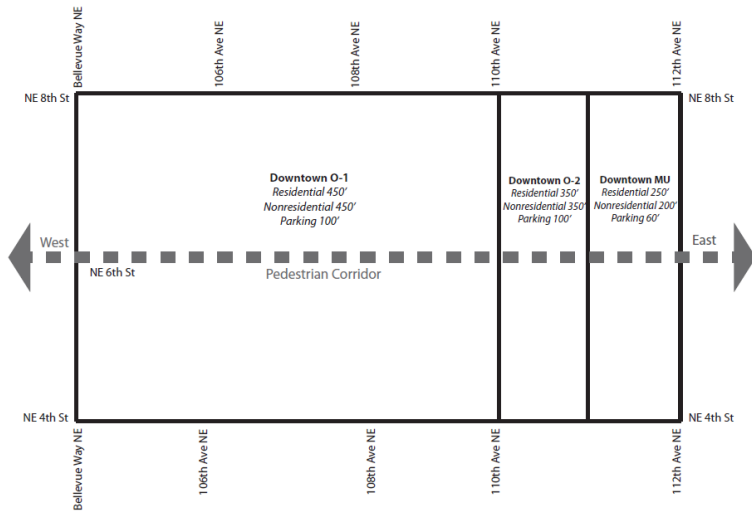 Bellevue Way NE
106th Ave NE
108th Ave NE
110th Ave NE
112th Ave NE
NE 8th St
NE 8th St
Downtown O-1
Residential 450'
Nonresidential 450'
Parking 100'
Downtown O-2
Residential 350'
Nonresidential 350'
Parking 100'
Downtown MU
Residential 250'
Nonresidential 200'
Parking 60'
West
East
NE 6th St
Pedestrian Corridor
NE 4th St
NE 4th St
Bellevue Way NE
106th Ave NE
108th Ave NE
110th Ave NE
112th Ave NE